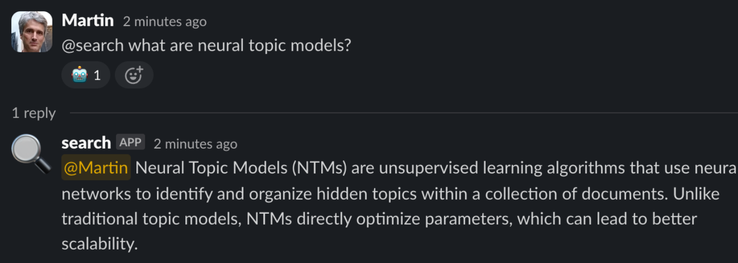 Martin 2 minutes ago
@search what are neural topic models?
1
1 reply
search APP 2 minutes ago
@Martin Neural Topic Models (NTMs) are unsupervised learning algorithms that use neura
networks to identify and organize hidden topics within a collection of documents. Unlike
traditional topic models, NTMs directly optimize parameters, which can lead to better
scalability.